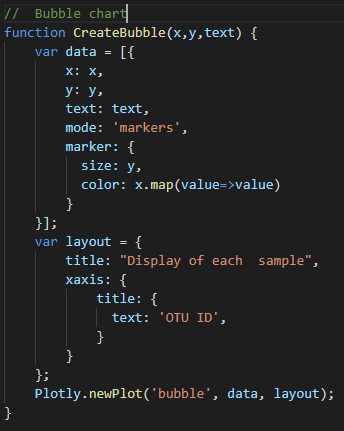 //  Bubble chart
function CreateBubble(x,y,text) {
    var data = [{
        x: x,
        y: y,
        text: text,
        mode: 'markers',
        marker: {
          size: y,
          color: x.map(value=>value)
        }
    }];
    var layout = {
        title: "Display of each  sample",
        xaxis: {
            title: {
              text: 'OTU ID',
            }
        }
    };
    Plotly.newPlot('bubble', data, layout);
}